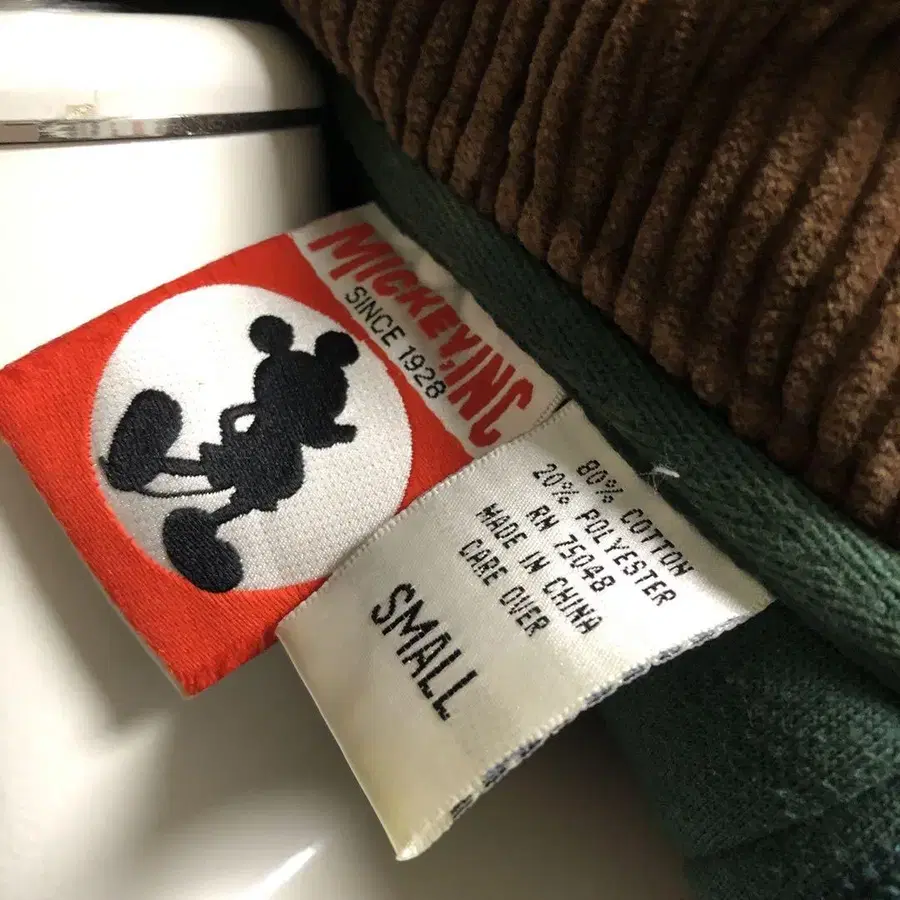 MICKEY, INC
SINCE 1928
80% COTTON
20% POLYESTER
RN 75048
MADE IN CHINA
CARE OVER
SMALL